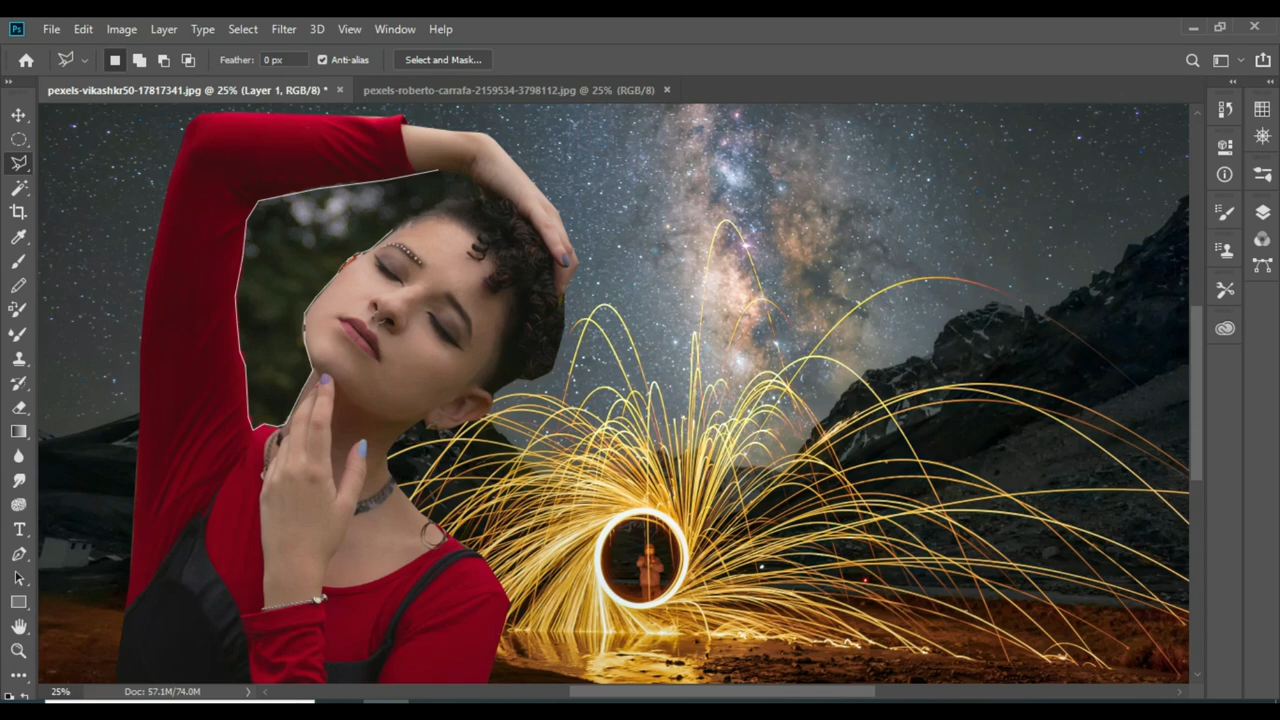 Ps File Edit Image Layer Type Select Filter 3D View Window Help
Feather: 0 px Anti-alias Select and Mask...
pexels-vikashkr50-17817341.jpg @ 25% (Layer 1, RGB/8) * × pexels-roberto-carrafa-2159534-3798112.jpg @ 25% (RGB/8) ×
T
25% Doc: 57.1M/74.0M